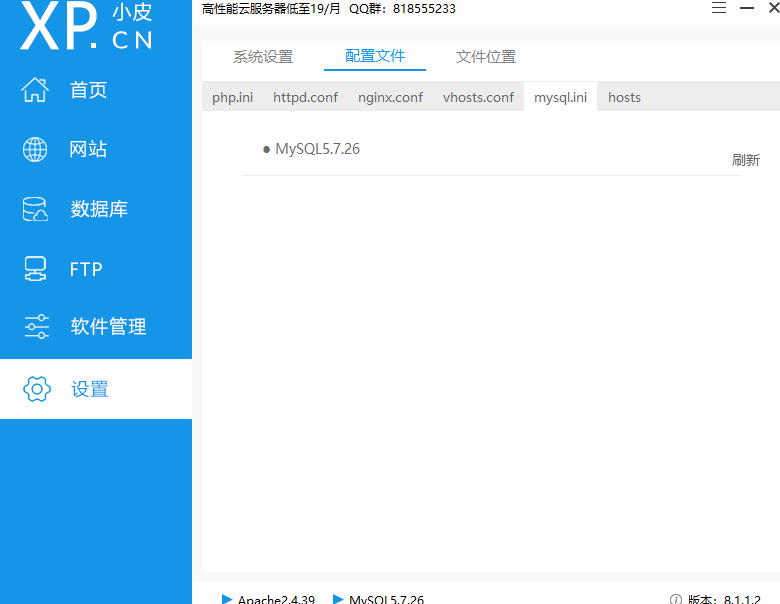 XP. 小皮 CN
高性能云服务器低至19/月 QQ群：818555233
首页
网站
数据库
FTP
软件管理
设置
系统设置 配置文件 文件位置
php.ini httpd.conf nginx.conf vhosts.conf mysql.ini hosts
● MySQL5.7.26
刷新
Apache2.4.39 MySQL5.7.26 版本：8.1.1.2